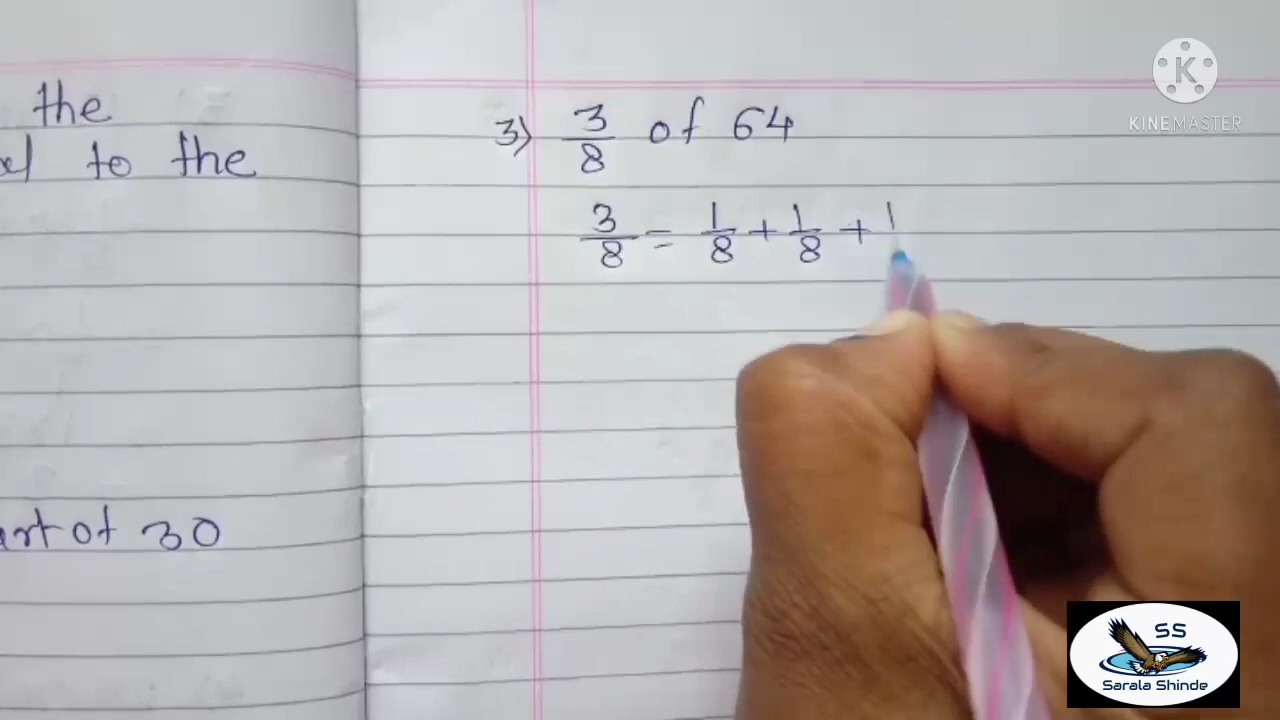 the
to the
of 30
3) 3/8 of 64
3/8 = 1/8 + 1/8 + 1
KINEMASTER
SS
Sarala Shinde